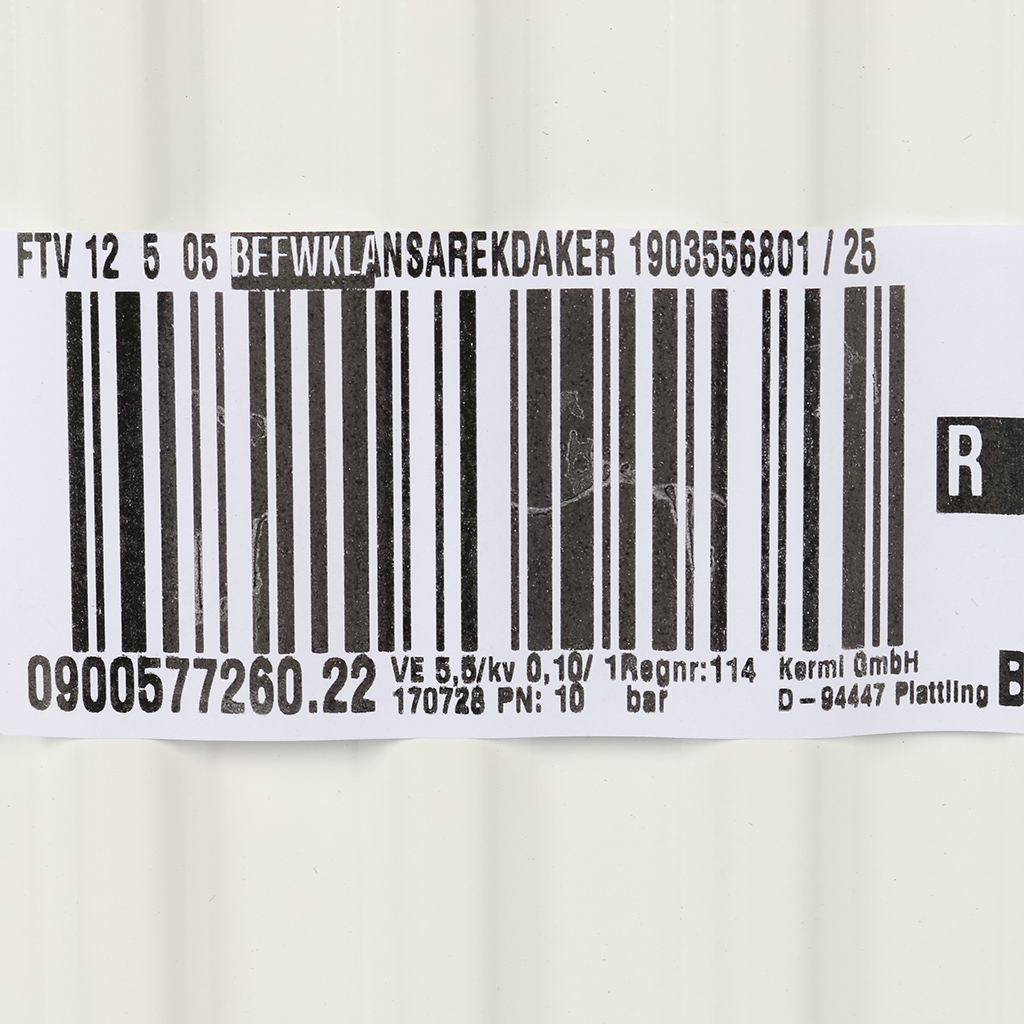 FTV 12 5 05 BEFWKLANSAREKDAKER 1903556801 / 25
R
0900577260.22
VE 5,5/kv 0,10/ 1Regnr:114
170728 PN: 10 bar
Kermi GmbH
D-94447 Plattling
B